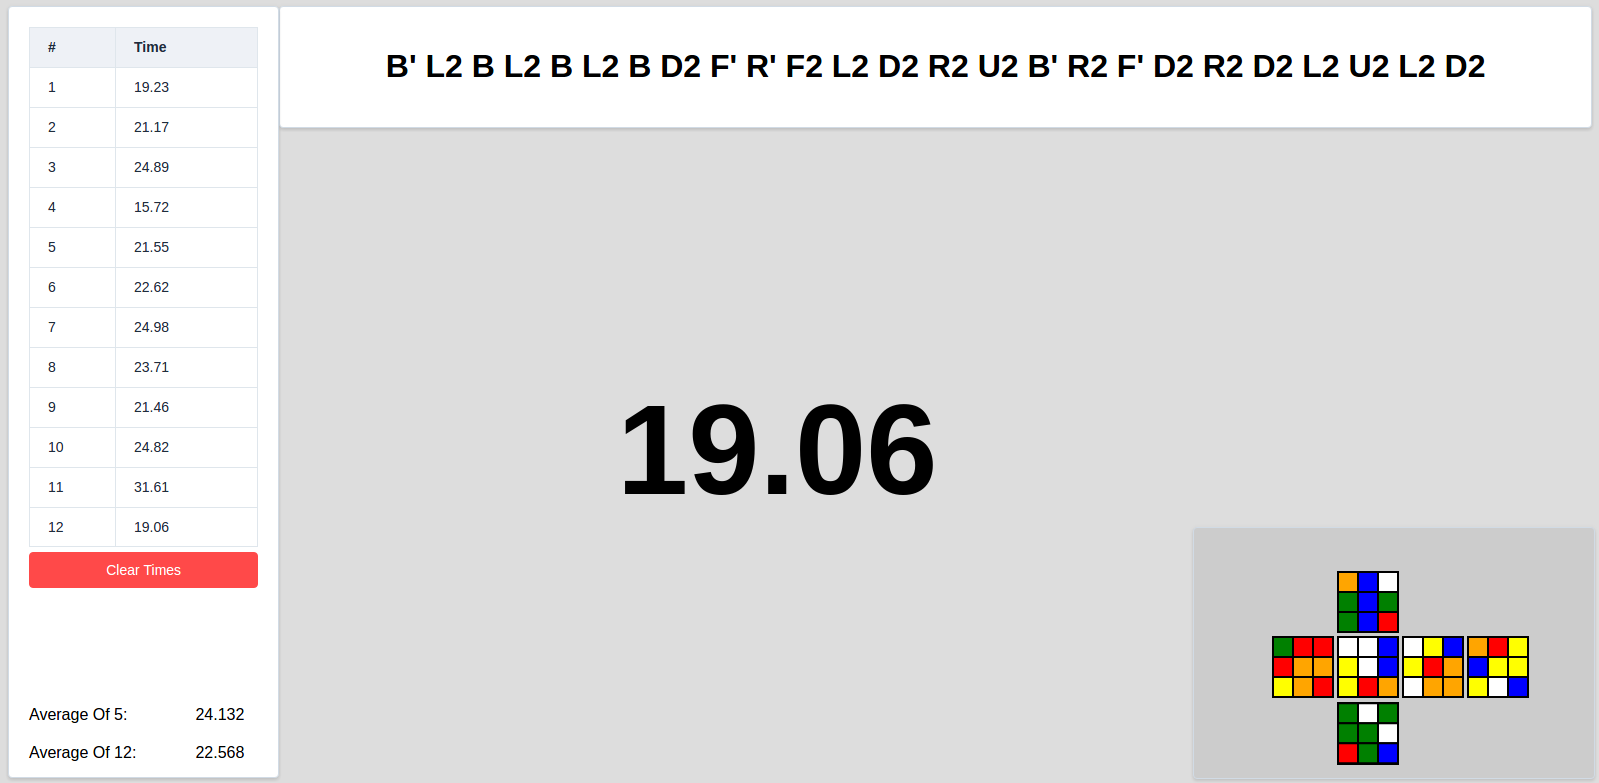 # Time
1 19.23
2 21.17
3 24.89
4 15.72
5 21.55
6 22.62
7 24.98
8 23.71
9 21.46
10 24.82
11 31.61
12 19.06
Clear Times
Average Of 5: 24.132
Average Of 12: 22.568
B' L2 B L2 B L2 B D2 F' R' F2 L2 D2 R2 U2 B' R2 F' D2 R2 D2 L2 U2 L2 D2
19.06